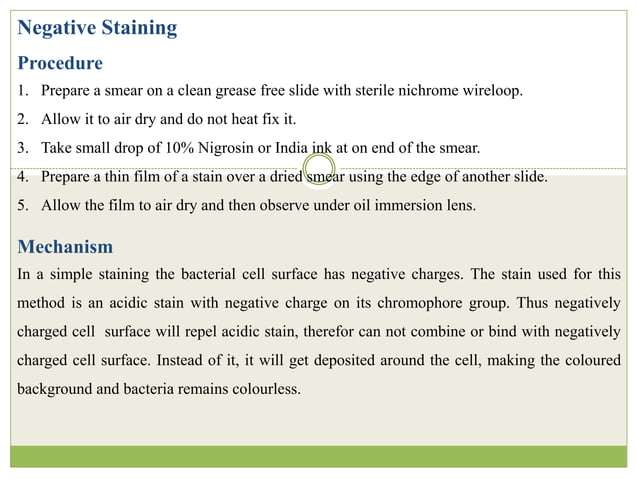 Negative Staining
Procedure
1. Prepare a smear on a clean grease free slide with sterile nichrome wireloop.
2. Allow it to air dry and do not heat fix it.
3. Take small drop of 10% Nigrosin or India ink at on end of the smear.
4. Prepare a thin film of a stain over a dried smear using the edge of another slide.
5. Allow the film to air dry and then observe under oil immersion lens.
Mechanism
In a simple staining the bacterial cell surface has negative charges. The stain used for this
method is an acidic stain with negative charge on its chromophore group. Thus negatively
charged cell surface will repel acidic stain, therefor can not combine or bind with negatively
charged cell surface. Instead of it, it will get deposited around the cell, making the coloured
background and bacteria remains colourless.